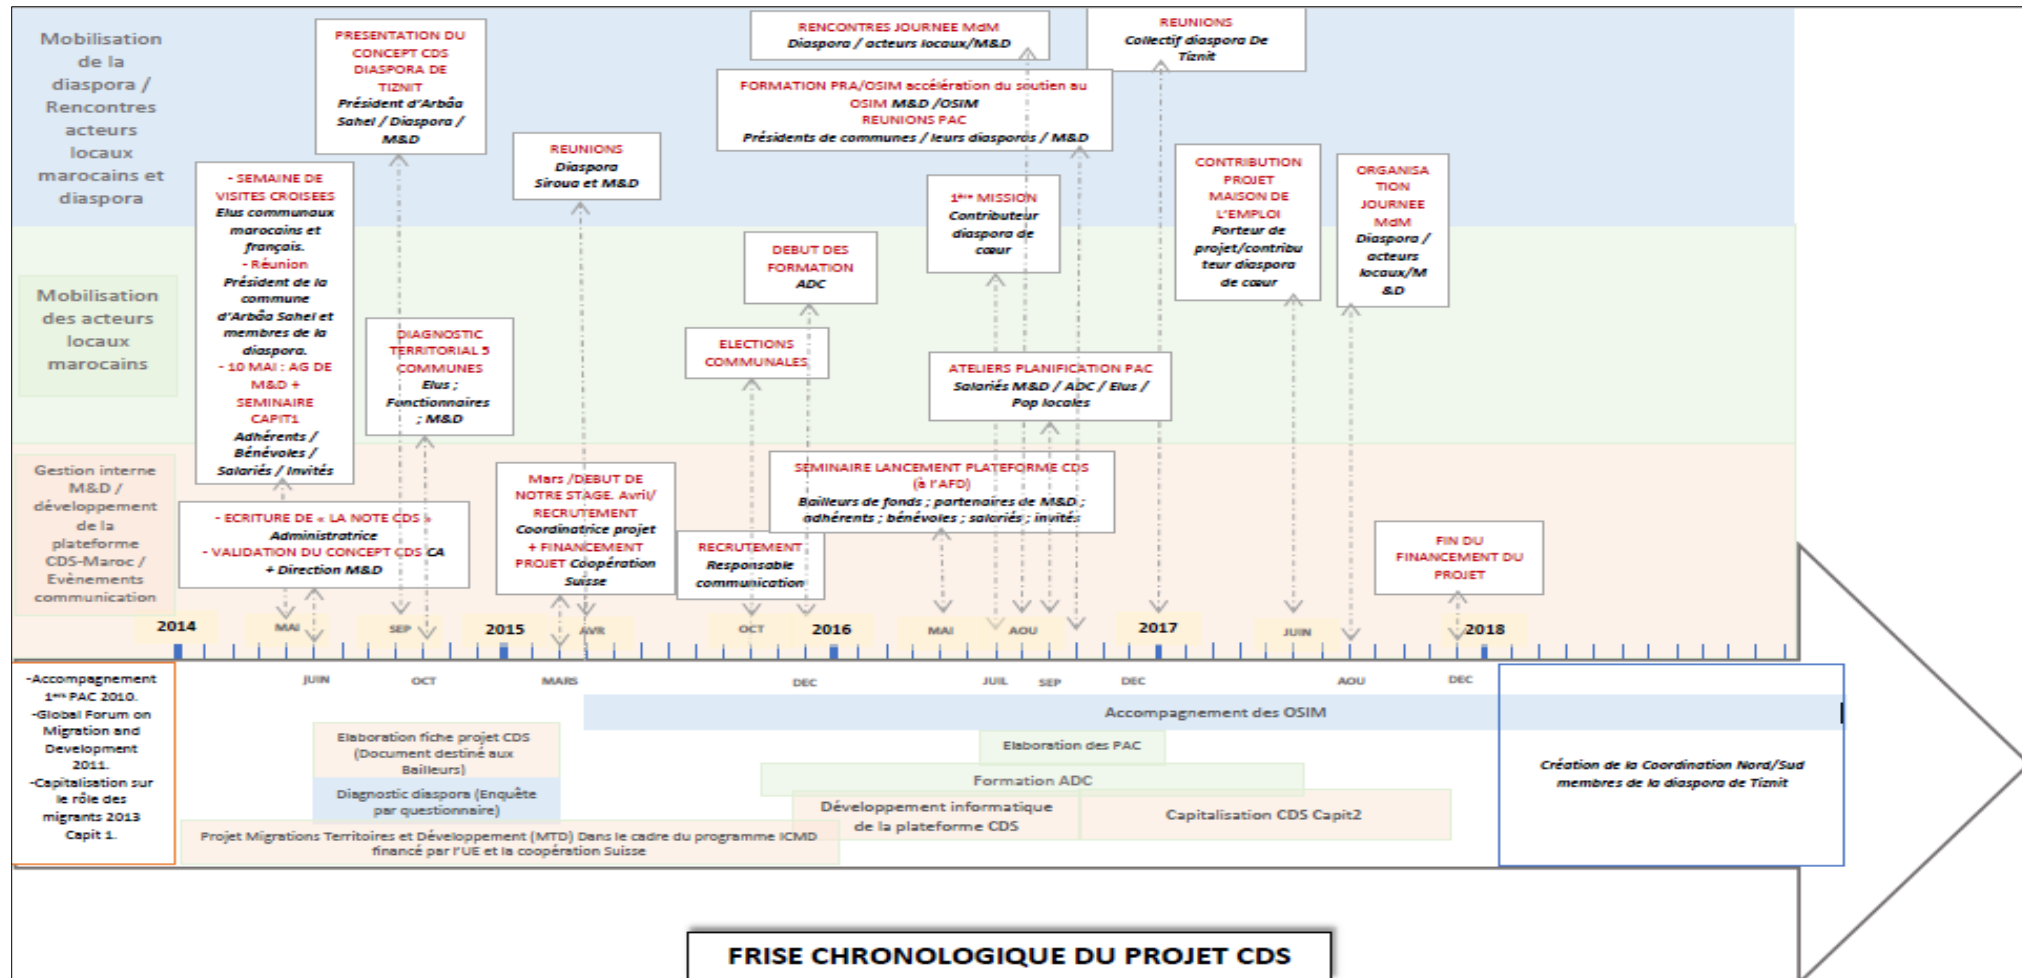 Mobilisation
de la
diaspora /
Rencontres
acteurs
locaux
marocains et
diaspora
PRESENTATION DU
CONCEPT CDS
DIASPORA DE
TIZNIT
Président d'Arbâa
Sahel / Diaspora /
M&D
RENCONTRES JOURNEE MdM
Diaspora / acteurs locaux/M&D
REUNIONS
Collectif diaspora De
Tiznit
FORMATION PRA/OSIM accélération du soutien au
OSIM M&D /OSIM
REUNIONS PAC
Présidents de communes / leurs diasporas / M&D
REUNIONS
Diaspora
Siroua et M&D
- SEMAINE DE
VISITES CROISEES
Elus communaux
marocains et
français.
- Réunion
Président de la
commune
d'Arbâa Sahel et
membres de la
diaspora.
- 10 MAI : AG DE
M&D +
SEMINAIRE
CAPIT1
Adhérents /
Bénévoles /
Salariés / Invités
1ère MISSION
Contributeur
diaspora de
cœur
CONTRIBUTION
PROJET
MAISON DE
L'EMPLOI
Porteur de
projet/contribu
teur diaspora
de cœur
ORGANISA
TION
JOURNEE
MdM
Diaspora /
acteurs
locaux/M
&D
Mobilisation
des acteurs
locaux
marocains
DEBUT DES
FORMATION
ADC
DIAGNOSTIC
TERRITORIAL 5
COMMUNES
Elus ;
Fonctionnaires
; M&D
ELECTIONS
COMMUNALES
ATELIERS PLANIFICATION PAC
Salariés M&D / ADC / Elus /
Pop locales
Gestion interne
M&D /
développement
de la
plateforme
CDS-Maroc /
Evènements
communication
- ECRITURE DE « LA NOTE CDS »
Administratrice
- VALIDATION DU CONCEPT CDS CA
+ Direction M&D
Mars /DEBUT DE
NOTRE STAGE. Avril/
RECRUTEMENT
Coordinatrice projet
+ FINANCEMENT
PROJET Coopération
Suisse
RECRUTEMENT
Responsable
communication
SEMINAIRE LANCEMENT PLATEFORME CDS
(à l'AFD)
Bailleurs de fonds ; partenaires de M&D ;
adhérents ; bénévoles ; salariés ; invités
FIN DU
FINANCEMENT DU
PROJET
2014 MAI SEP 2015 AVR OCT 2016 MAI AOU 2017 JUIN 2018
JUIN OCT MARS DEC JUIL SEP DEC AOU DEC
-Accompagnement
1ers PAC 2010.
-Global Forum on
Migration and
Development
2011.
-Capitalisation sur
le rôle des
migrants 2013
Capit 1.
Accompagnement des OSIM
Elaboration fiche projet CDS
(Document destiné aux
Bailleurs)
Elaboration des PAC
Formation ADC
Diagnostic diaspora (Enquête
par questionnaire)
Développement informatique
de la plateforme CDS
Capitalisation CDS Capit2
Projet Migrations Territoires et Développement (MTD) Dans le cadre du programme ICMD
financé par l'UE et la coopération Suisse
Création de la Coordination Nord/Sud
membres de la diaspora de Tiznit
FRISE CHRONOLOGIQUE DU PROJET CDS